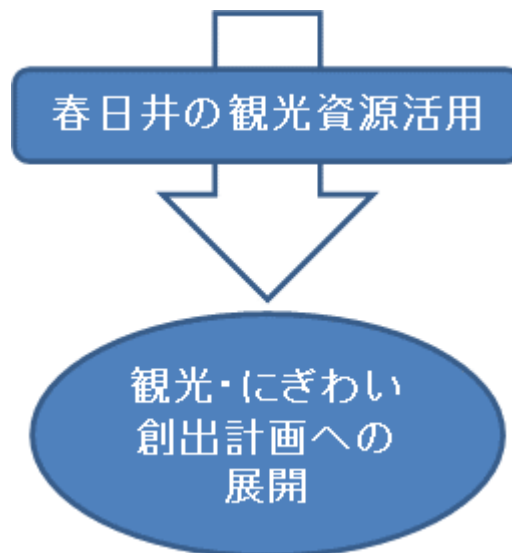 春日井の観光資源活用
観光・にぎわい
創出計画への
展開